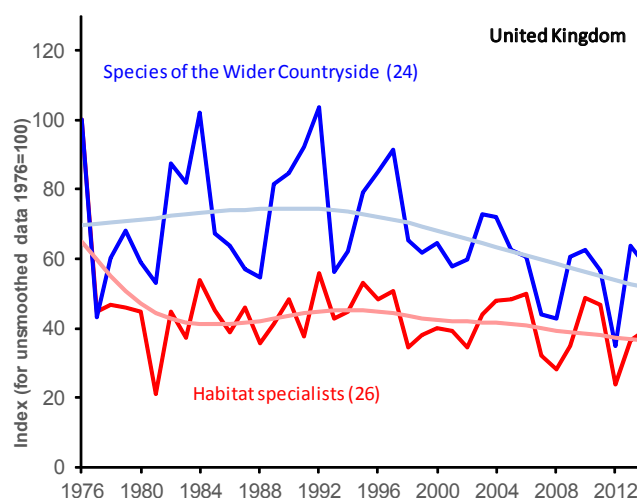 United Kingdom
Species of the Wider Countryside (24)
Habitat specialists (26)
Index (for unsmoothed data 1976=100)
120
100
80
60
40
20
0
1976 1980 1984 1988 1992 1996 2000 2004 2008 2012